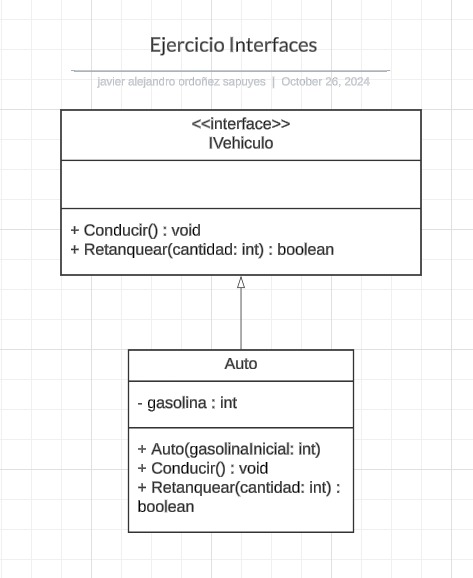 Ejercicio Interfaces
javier alejandro ordoñez sapuyes | October 26, 2024
<<interface>>
IVehiculo
+ Conducir() : void
+ Retanquear(cantidad: int) : boolean
Auto
- gasolina : int
+ Auto(gasolinaInicial: int)
+ Conducir() : void
+ Retanquear(cantidad: int) :
boolean